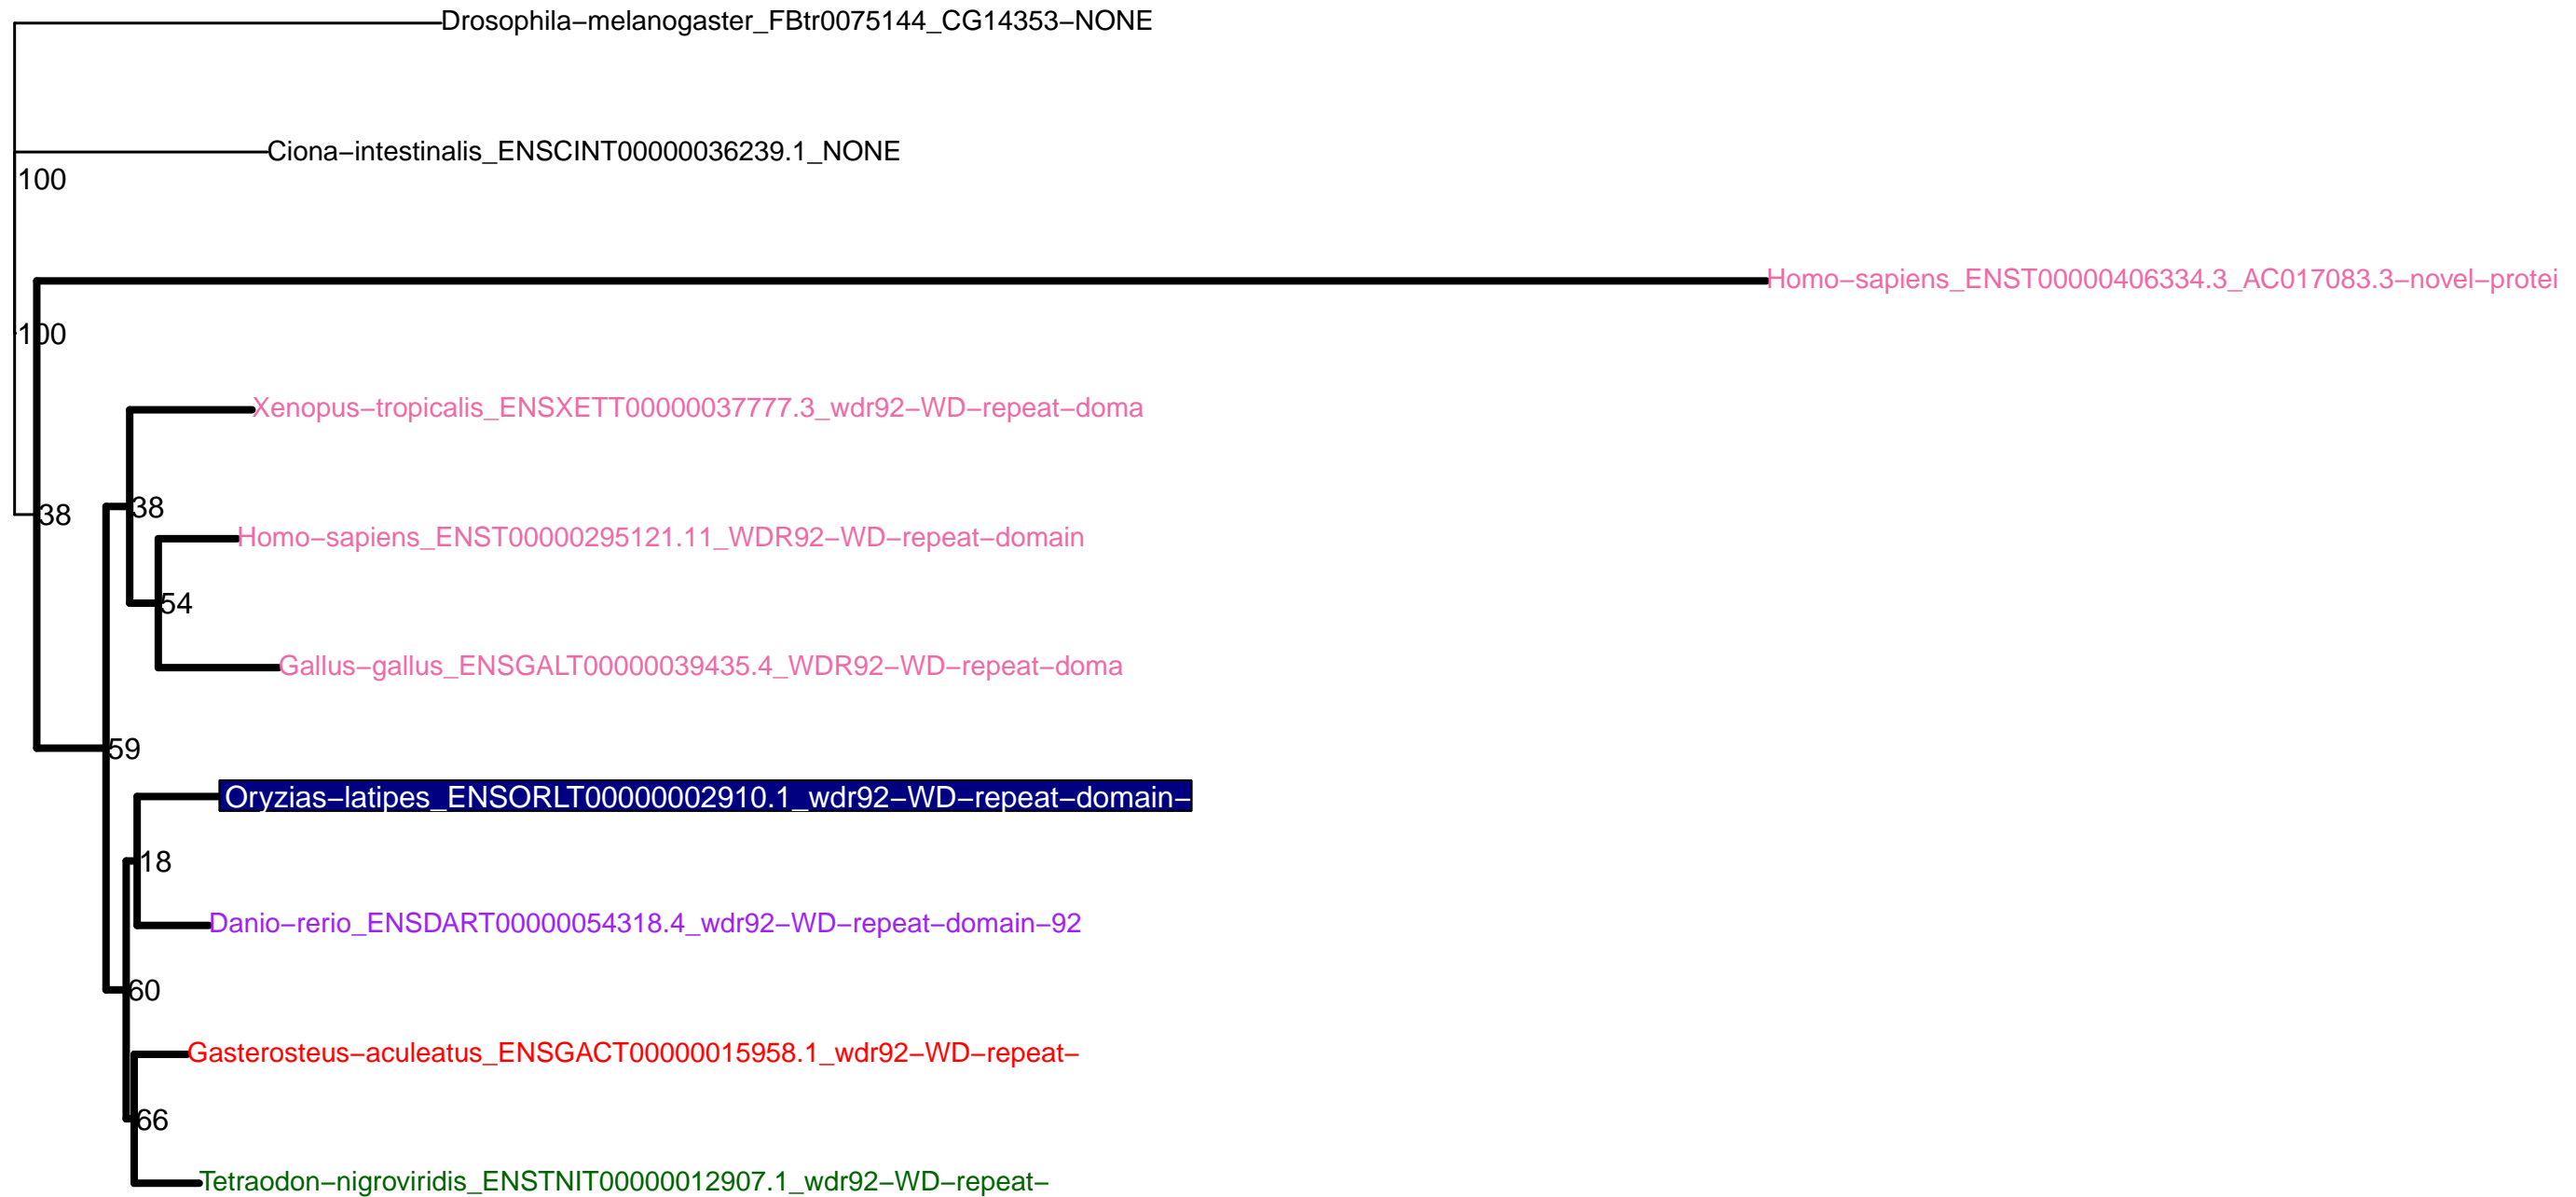 Drosophila−melanogaster_FBtr0075144_CG14353−NONE
Ciona−intestinalis_ENSCINT00000036239.1_NONE
100
Homo−sapiens_ENST00000406334.3_AC017083.3−novel−protei
100
Xenopus−tropicalis_ENSXETT00000037777.3_wdr92−WD−repeat−doma
38
38
Homo−sapiens_ENST00000295121.11_WDR92−WD−repeat−domain
54
Gallus−gallus_ENSGALT00000039435.4_WDR92−WD−repeat−doma
59
Oryzias−latipes_ENSORLT00000002910.1_wdr92−WD−repeat−domain−
18
Danio−rerio_ENSDART00000054318.4_wdr92−WD−repeat−domain−92
60
Gasterosteus−aculeatus_ENSGACT00000015958.1_wdr92−WD−repeat−
66
Tetraodon−nigroviridis_ENSTNIT00000012907.1_wdr92−WD−repeat−